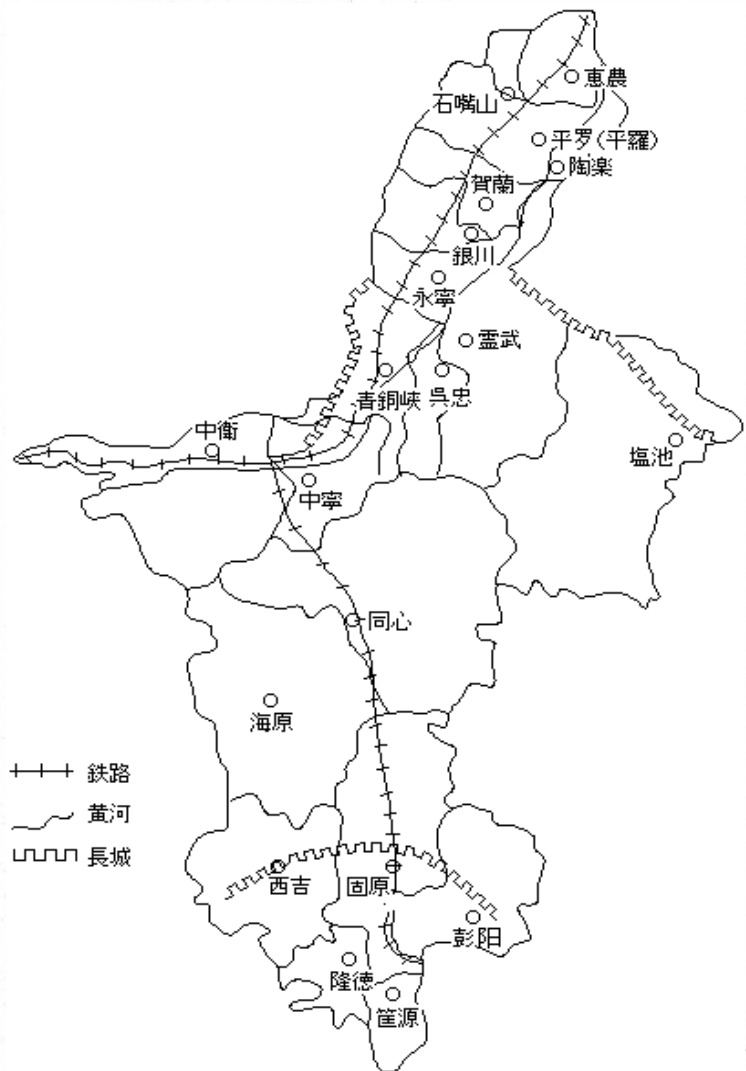 恵農
石嘴山
平罗(平羅)
陶楽
賀蘭
銀川
永寧
霊武
青銅峡
呉忠
中衛
塩池
中寧
同心
海原
鉄路
黄河
長城
西吉
固原
彭阳
隆徳
筐源